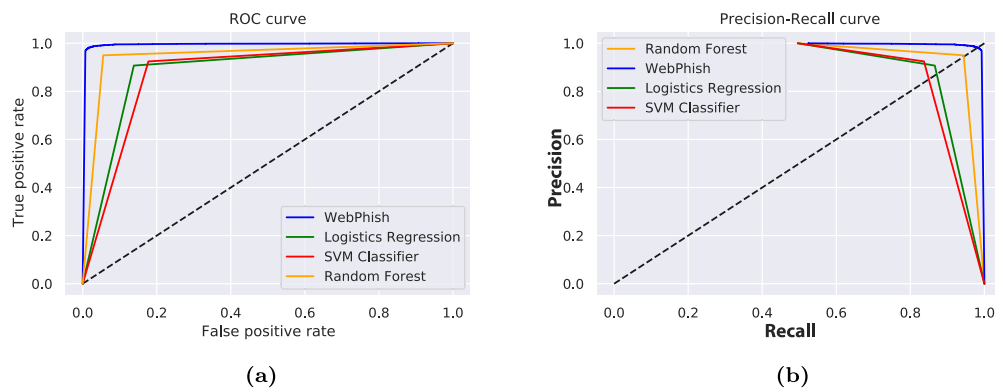 ROC curve
True positive rate
1.0
0.8
0.6
0.4
0.2
0.0
WebPhish
Logistics Regression
SVM Classifier
Random Forest
0.0 0.2 0.4 0.6 0.8 1.0
False positive rate
(a)
Precision-Recall curve
Precision
1.0
0.8
0.6
0.4
0.2
0.0
Random Forest
WebPhish
Logistics Regression
SVM Classifier
0.0 0.2 0.4 0.6 0.8 1.0
Recall
(b)